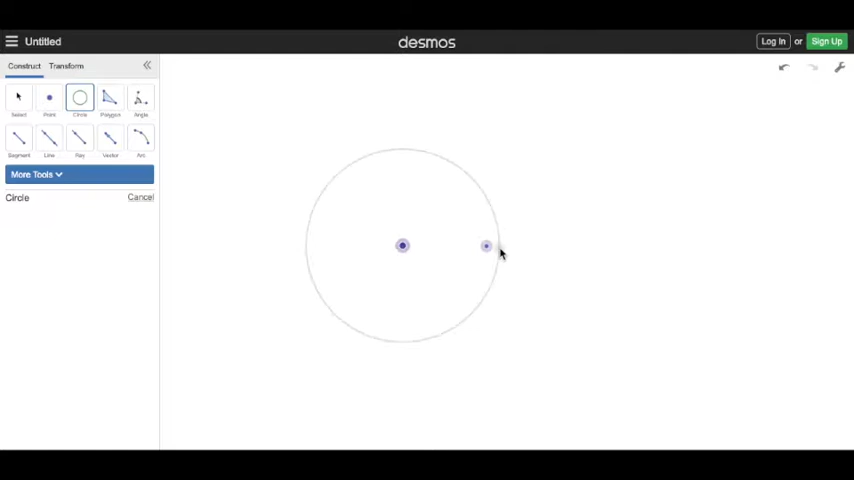 Untitled
desmos
Log In or Sign Up
Construct Transform
Select Point Circle Polygon Angle
Segment Line Ray Vector Arc
More Tools
Circle Cancel